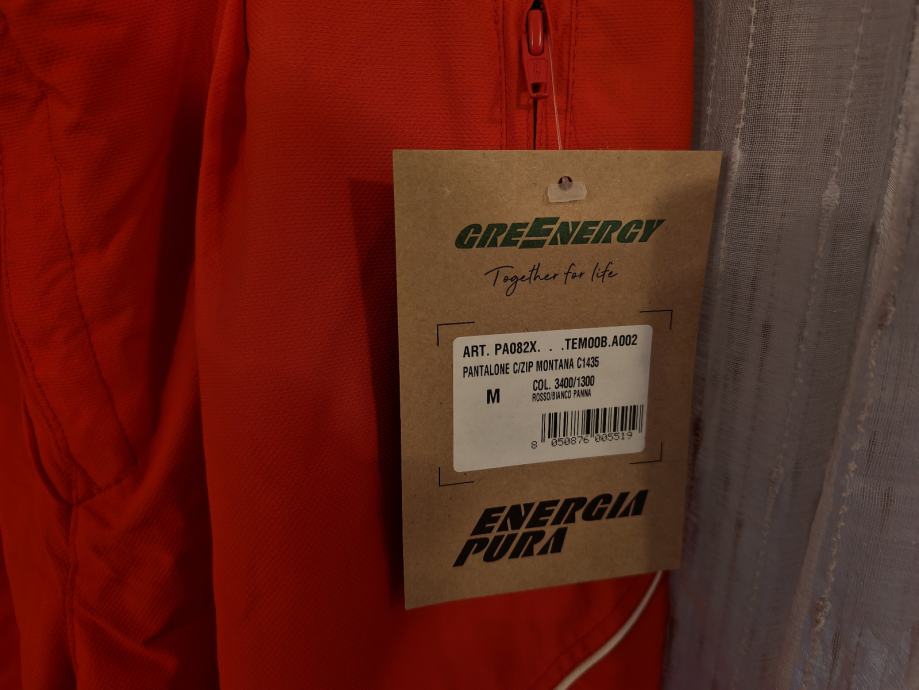 GREENERGY
Together for life
ART. PA082X. . .TEM00B.A002
PANTALONE C/ZIP MONTANA C1435
M
COL. 3400/1300
ROSSO/BIANCO PANNA
8 050876 005519
ENERGIA
PURA